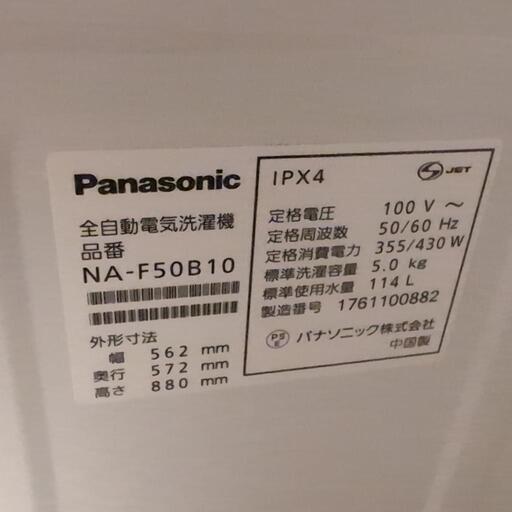 Panasonic
全自動電気洗濯機
品番
NA-F50B10
外形寸法
幅 562 mm
奥行 572 mm
高さ 880 mm
IPX4
S JET
定格電圧 100 V ～
定格周波数 50/60 Hz
定格消費電力 355/430 W
標準洗濯容量 5.0 kg
標準使用水量 114 L
製造番号 1761100882
PS E パナソニック株式会社
中国製